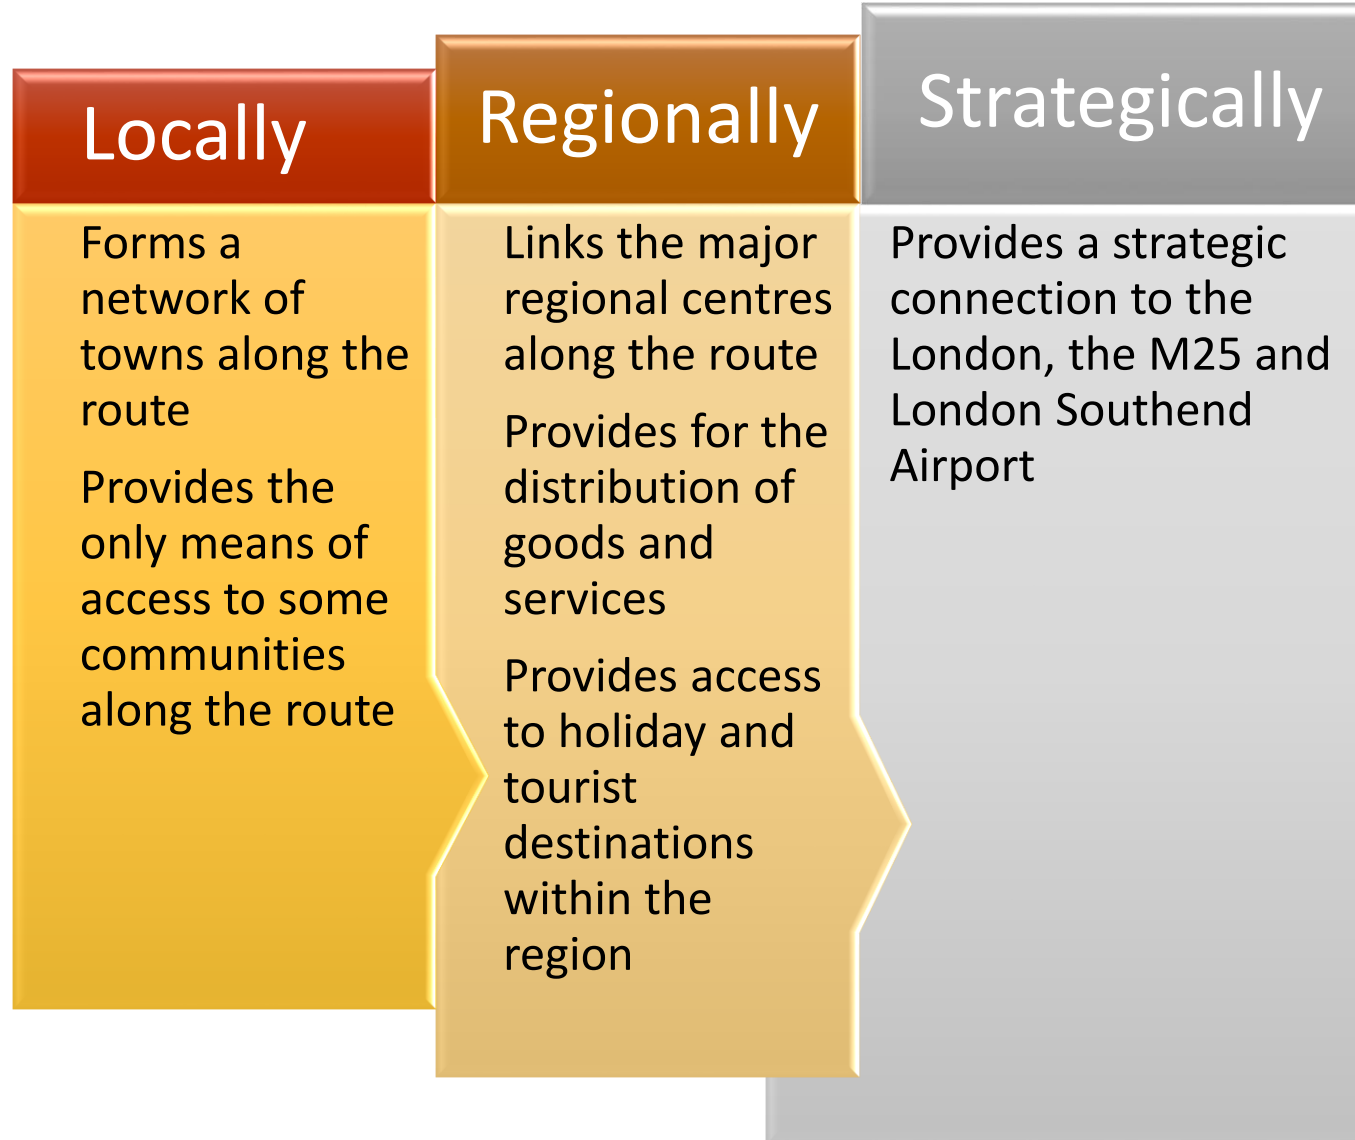 Locally
Forms a
network of
towns along the
route
Provides the
only means of
access to some
communities
along the route
Regionally
Links the major
regional centres
along the route
Provides for the
distribution of
goods and
services
Provides access
to holiday and
tourist
destinations
within the
region
Strategically
Provides a strategic
connection to the
London, the M25 and
London Southend
Airport